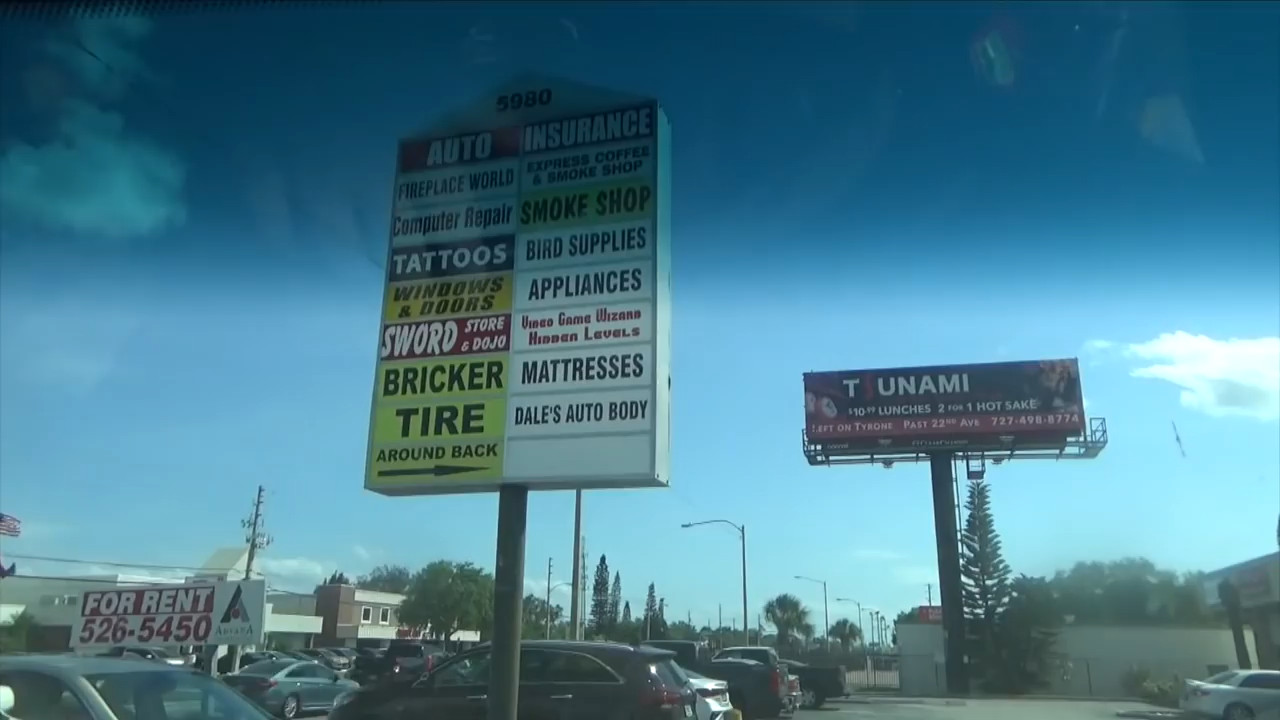 5980
AUTO INSURANCE
FIREPLACE WORLD
Computer Repair
TATTOOS
WINDOWS
& DOORS
SWORD STORE
& DOJO
BRICKER
TIRE
AROUND BACK
EXPRESS COFFEE
& SMOKE SHOP
SMOKE SHOP
BIRD SUPPLIES
APPLIANCES
Video Game Wizard
Hidden Levels
MATTRESSES
DALE'S AUTO BODY
T UNAMI
$10.99 LUNCHES 2 FOR 1 HOT SAKE
LEFT ON TYRONE PAST 22ND AVE 727-498-8774
FOR RENT
526-5450
ADVANTA